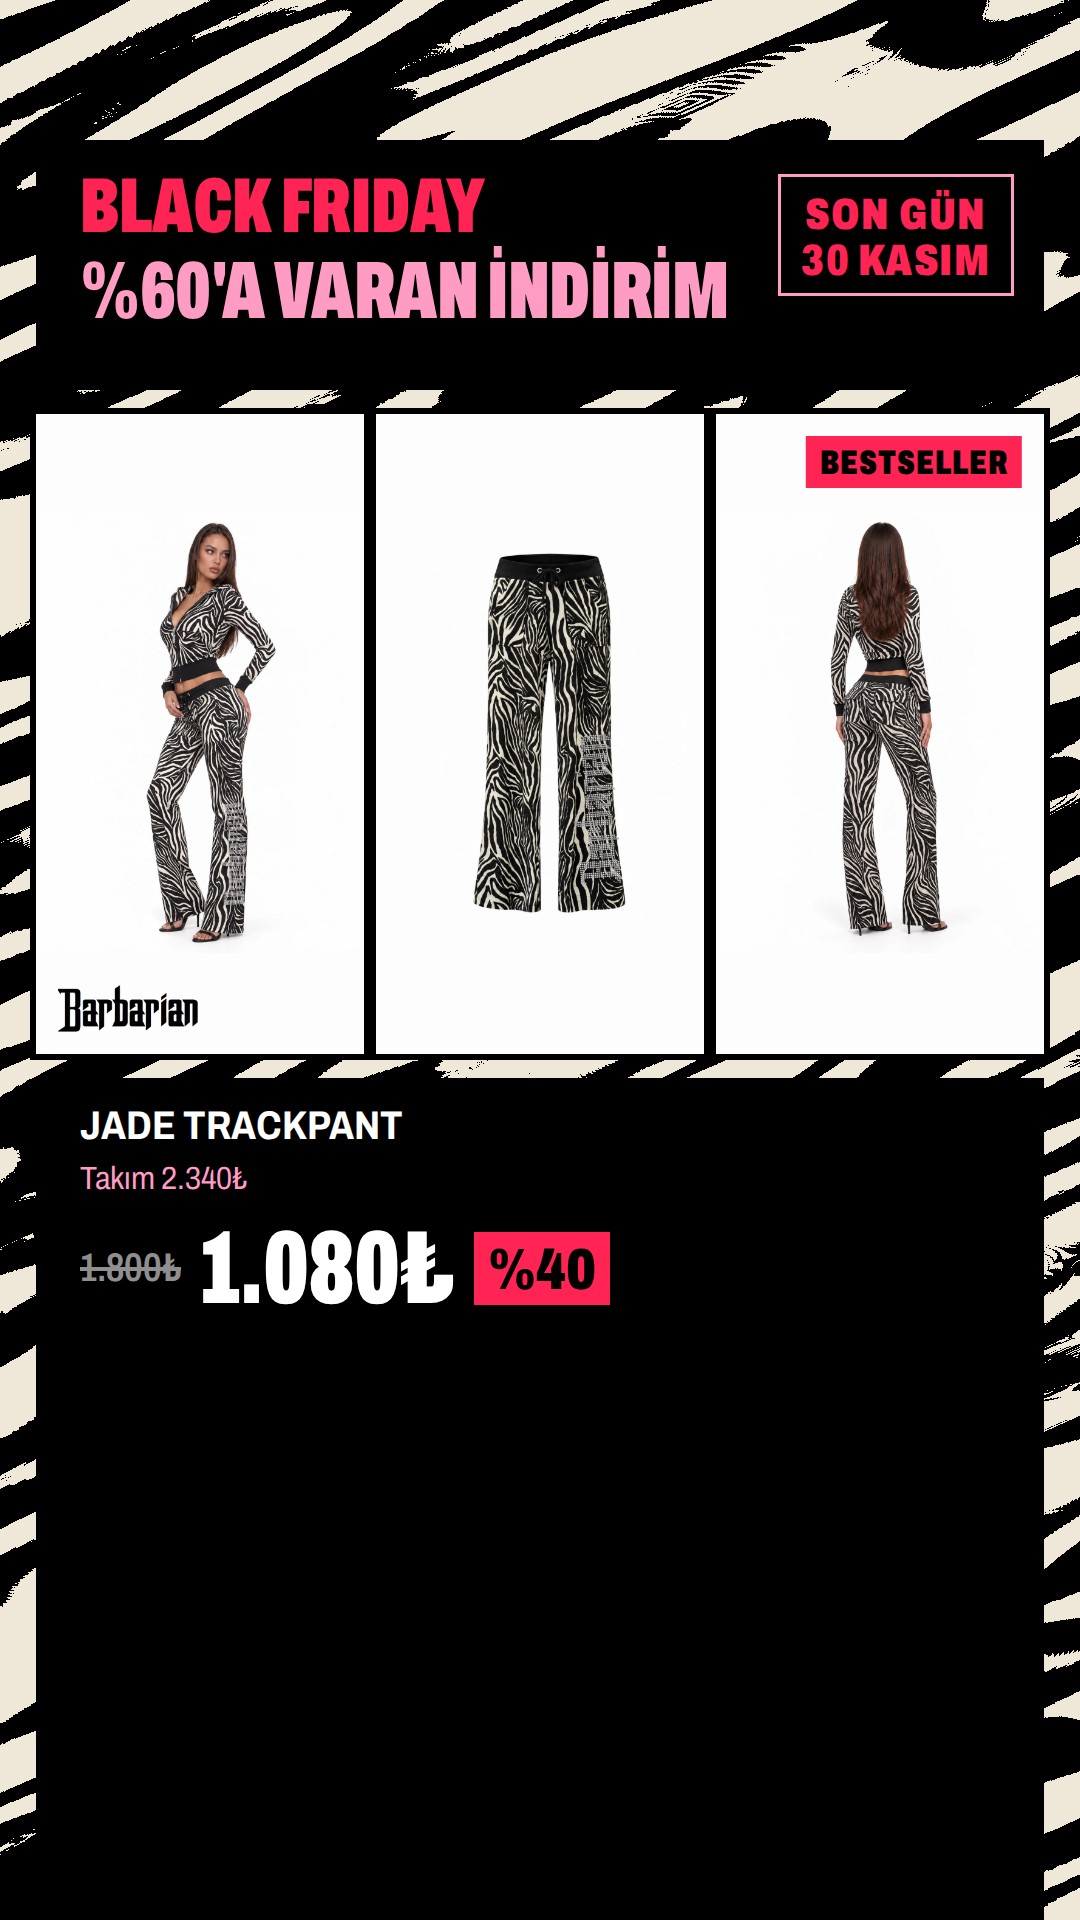 BLACK FRIDAY
%60'A VARAN İNDİRİM
SON GÜN
30 KASIM
BESTSELLER
Barbarian
JADE TRACKPANT
Takım 2.340₺
1.800₺ 1.080₺ %40